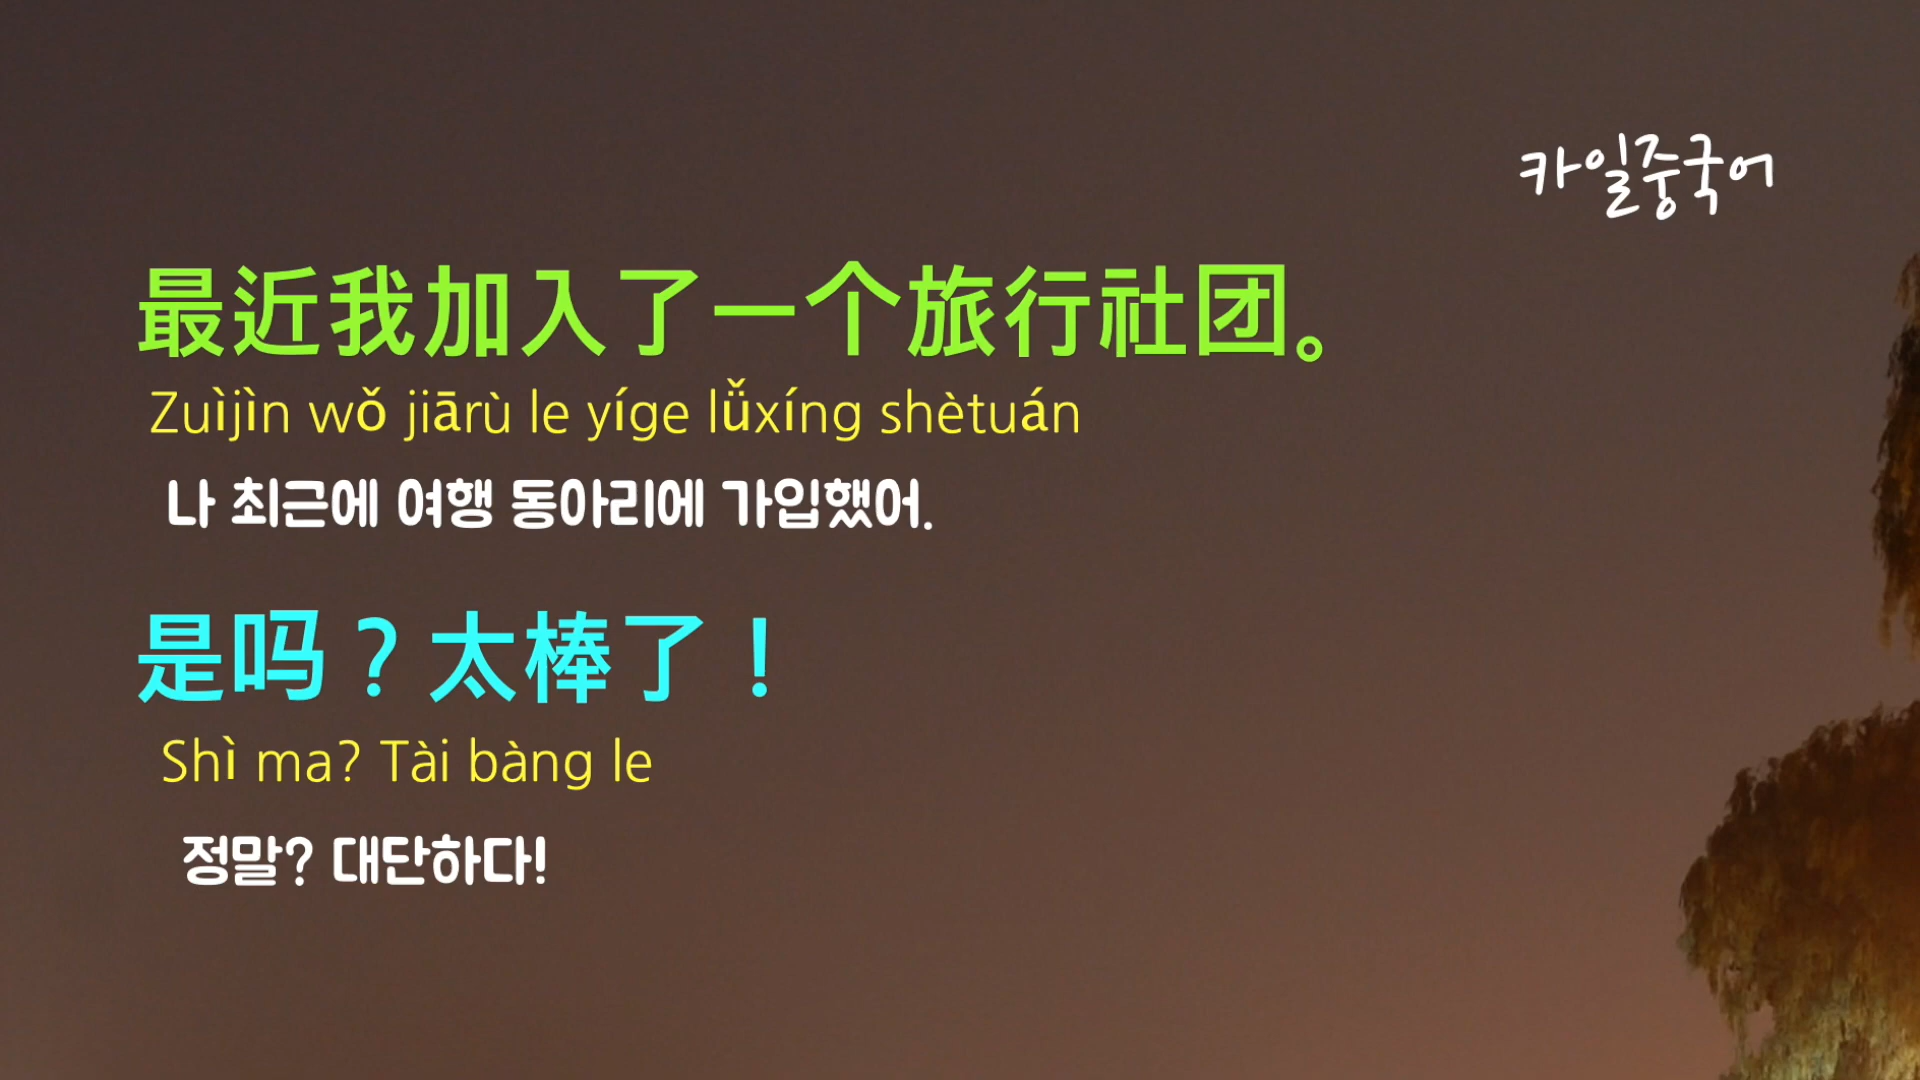 카일중국어
最近我加入了一个旅行社团。
Zuìjìn wǒ jiārù le yíge lǚxíng shètuán
나 최근에 여행 동아리에 가입했어.
是吗？太棒了！
Shì ma? Tài bàng le
정말? 대단하다!